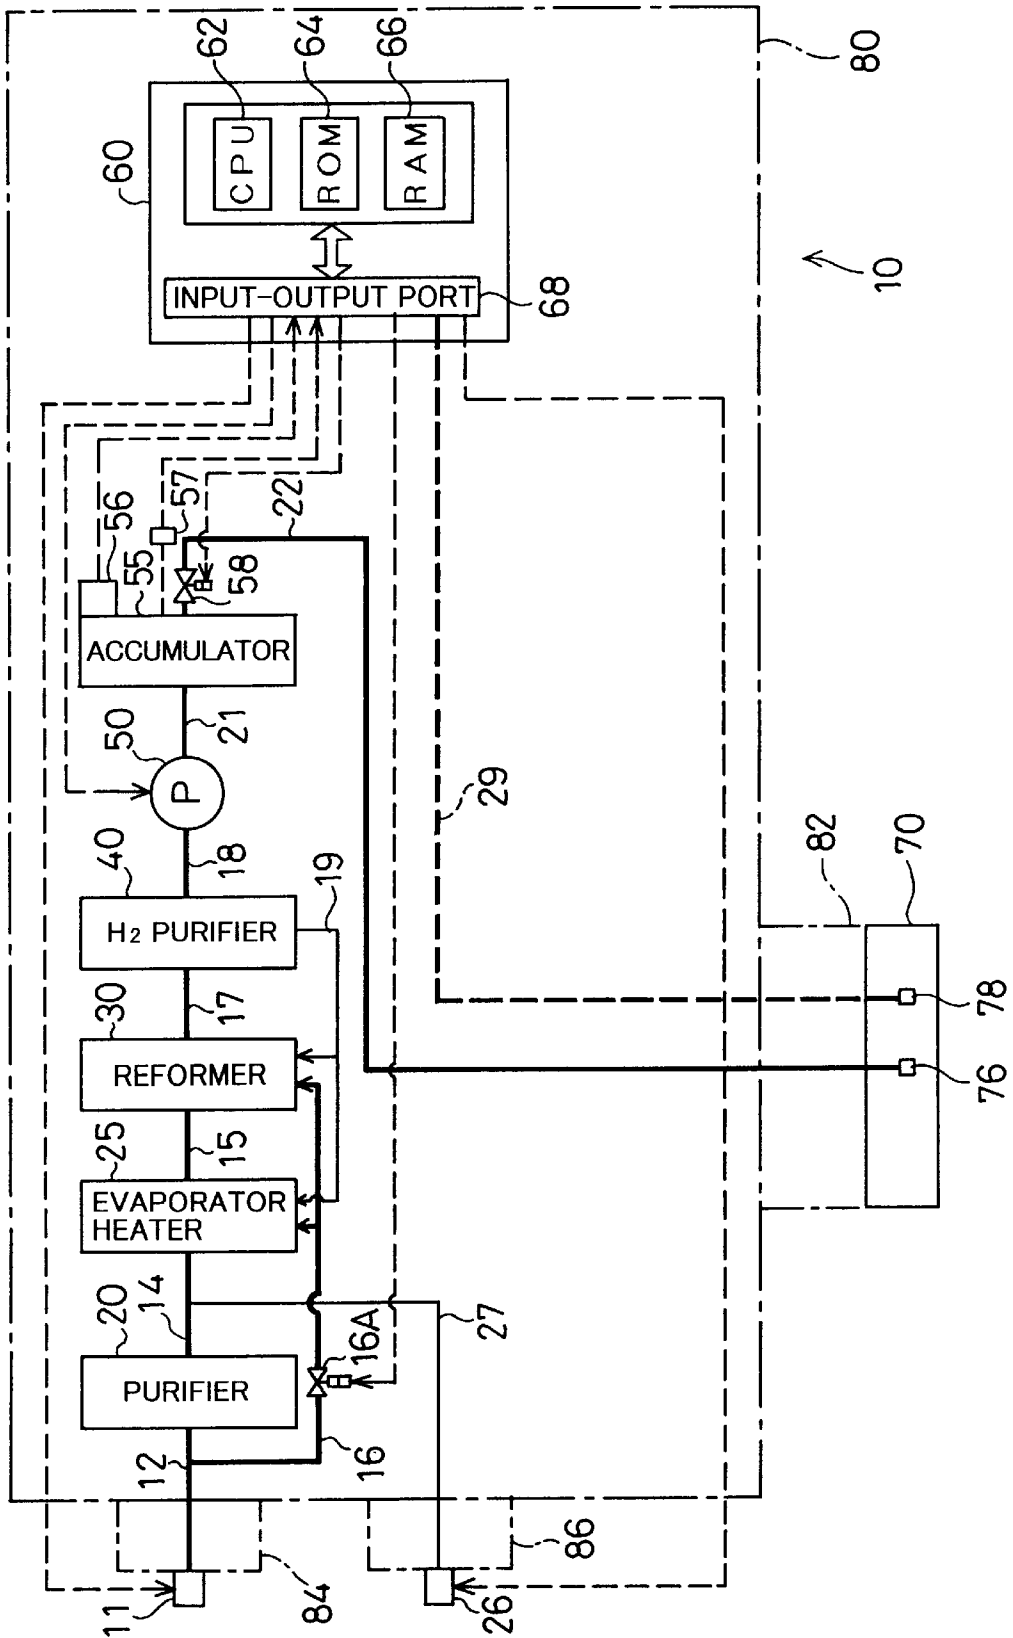 11
12
84
PURIFIER
20
14
16
16A
EVAPORATOR
HEATER
25
15
REFORMER
30
17
H2 PURIFIER
40
18
19
P
50
21
ACCUMULATOR
55
56
57
58
22
60
INPUT-OUTPUT PORT
68
CPU
62
ROM
64
RAM
66
80
10
26
86
27
29
82
70
76
78